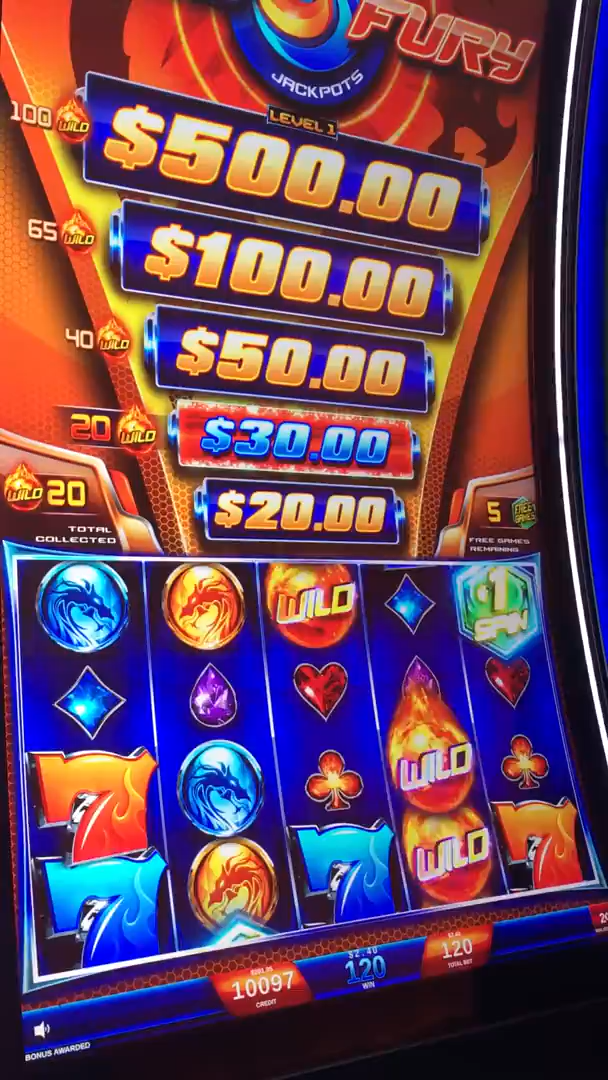 FURY
JACKPOTS
LEVEL 1
100 WILD
$500.00
65 WILD
$100.00
40 WILD
$50.00
20 WILD
$30.00
WILD 20
TOTAL
COLLECTED
$20.00
5 FREE GAMES
FREE GAMES
REMAINING
WILD
+1
SPIN
WILD
WILD
$2.40
120
WIN
$2.40
120
TOTAL BET
10097
CREDIT
BONUS AWARDED